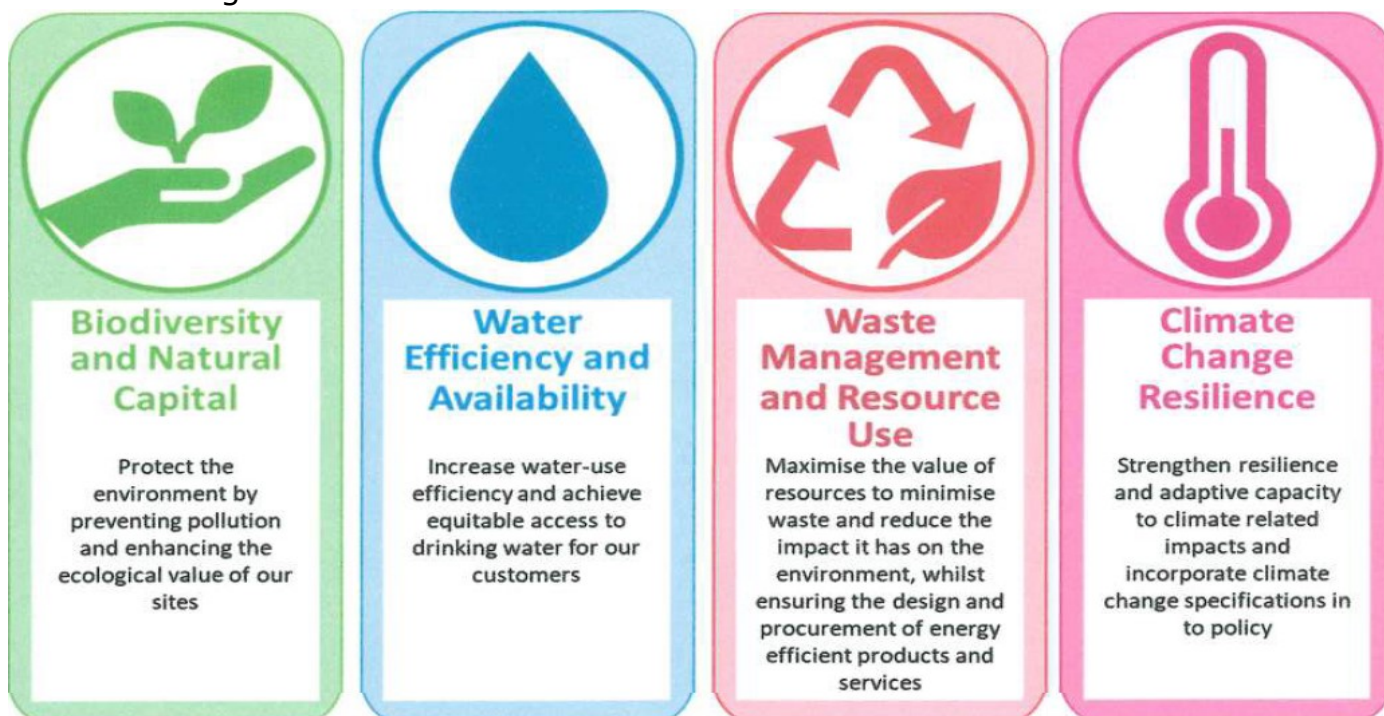 Biodiversity
and Natural
Capital
Protect the
environment by
preventing pollution
and enhancing the
ecological value of our
sites
Water
Efficiency and
Availability
Increase water-use
efficiency and achieve
equitable access to
drinking water for our
customers
Waste
Management
and Resource
Use
Maximise the value of
resources to minimise
waste and reduce the
impact it has on the
environment, whilst
ensuring the design and
procurement of energy
efficient products and
services
Climate
Change
Resilience
Strengthen resilience
and adaptive capacity
to climate related
impacts and
incorporate climate
change specifications in
to policy